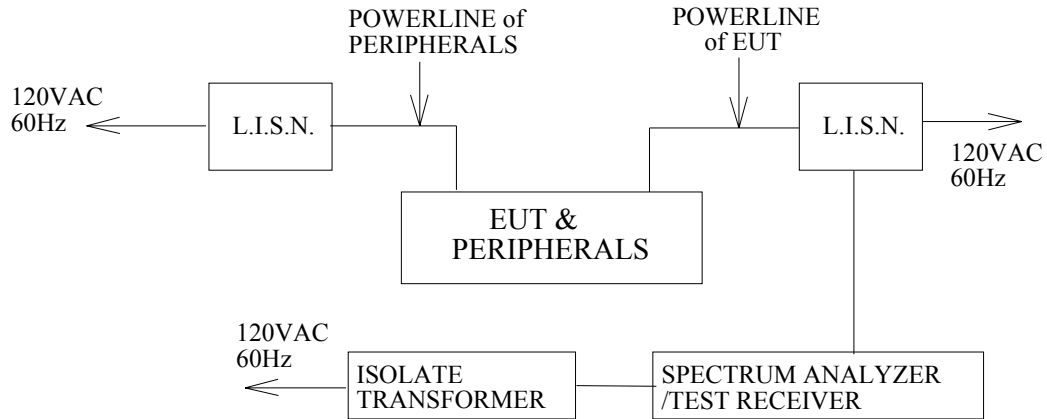 POWERLINE of
PERIPHERALS
POWERLINE
of EUT
120VAC
60Hz
L.I.S.N.
L.I.S.N.
120VAC
60Hz
EUT &
PERIPHERALS
120VAC
60Hz
ISOLATE
TRANSFORMER
SPECTRUM ANALYZER
/TEST RECEIVER